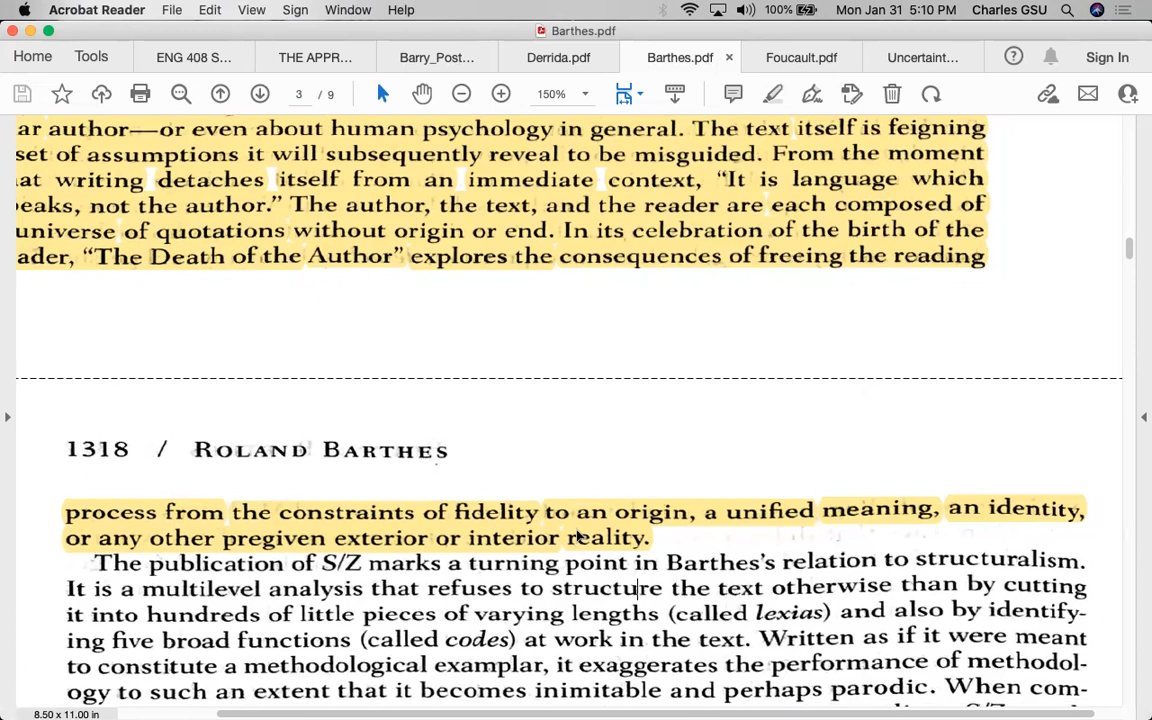 Acrobat Reader File Edit View Sign Window Help 100% Mon Jan 31 5:10 PM Charles GSU
Barthes.pdf
Home Tools ENG 408 S... THE APPR... Barry_Post... Derrida.pdf Barthes.pdf × Foucault.pdf Uncertaint... Sign In
3 / 9 150%
ar author—or even about human psychology in general. The text itself is feigning
set of assumptions it will subsequently reveal to be misguided. From the moment
at writing detaches itself from an immediate context, “It is language which
eaks, not the author.” The author, the text, and the reader are each composed of
universe of quotations without origin or end. In its celebration of the birth of the
ader, “The Death of the Author” explores the consequences of freeing the reading
1318 / ROLAND BARTHES
process from the constraints of fidelity to an origin, a unified meaning, an identity,
or any other pregiven exterior or interior reality.
The publication of S/Z marks a turning point in Barthes’s relation to structuralism.
It is a multilevel analysis that refuses to structure the text otherwise than by cutting
it into hundreds of little pieces of varying lengths (called lexias) and also by identify-
ing five broad functions (called codes) at work in the text. Written as if it were meant
to constitute a methodological examplar, it exaggerates the performance of methodol-
ogy to such an extent that it becomes inimitable and perhaps parodic. When com-
8.50 x 11.00 in